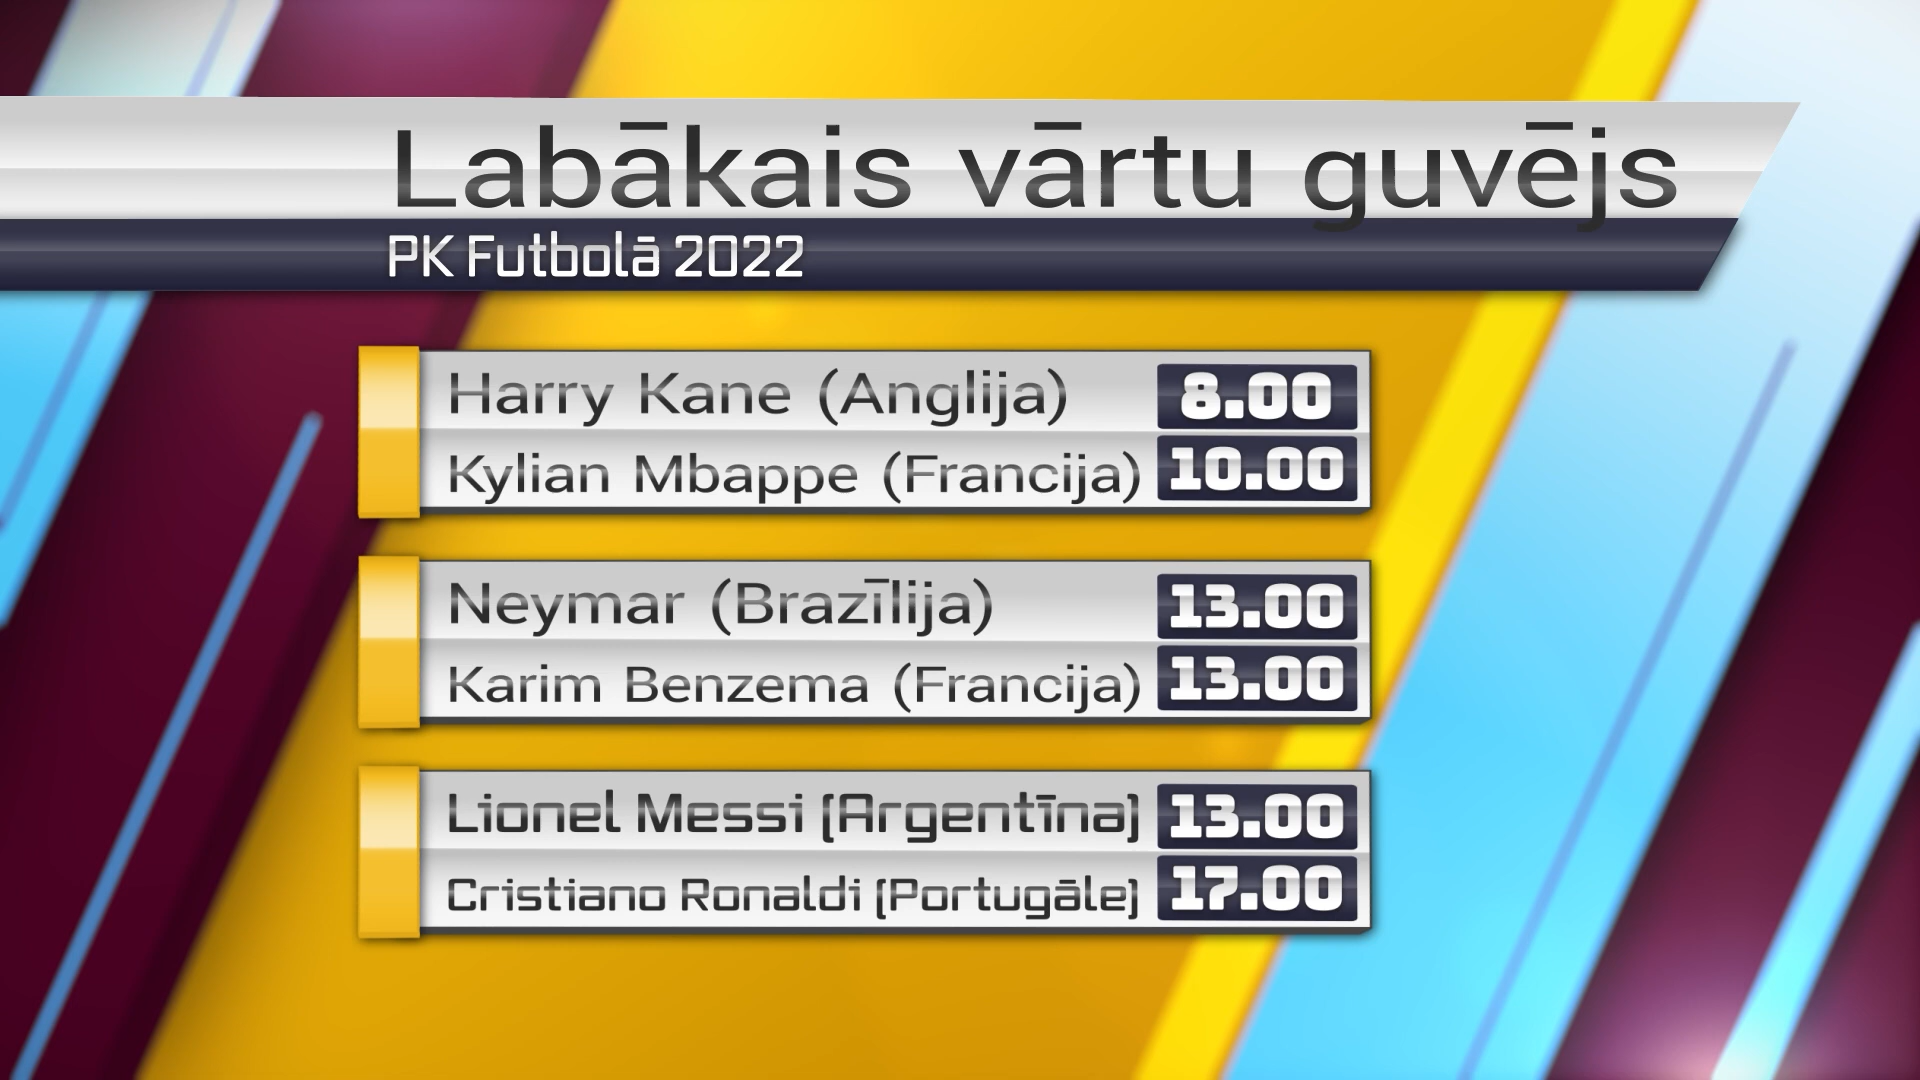 Labākais vārtu guvējs
PK Futbolā 2022
Harry Kane (Anglija) 8.00
Kylian Mbappe (Francija) 10.00
Neymar (Brazīlija) 13.00
Karim Benzema (Francija) 13.00
Lionel Messi (Argentīna) 13.00
Cristiano Ronaldi (Portugāle) 17.00